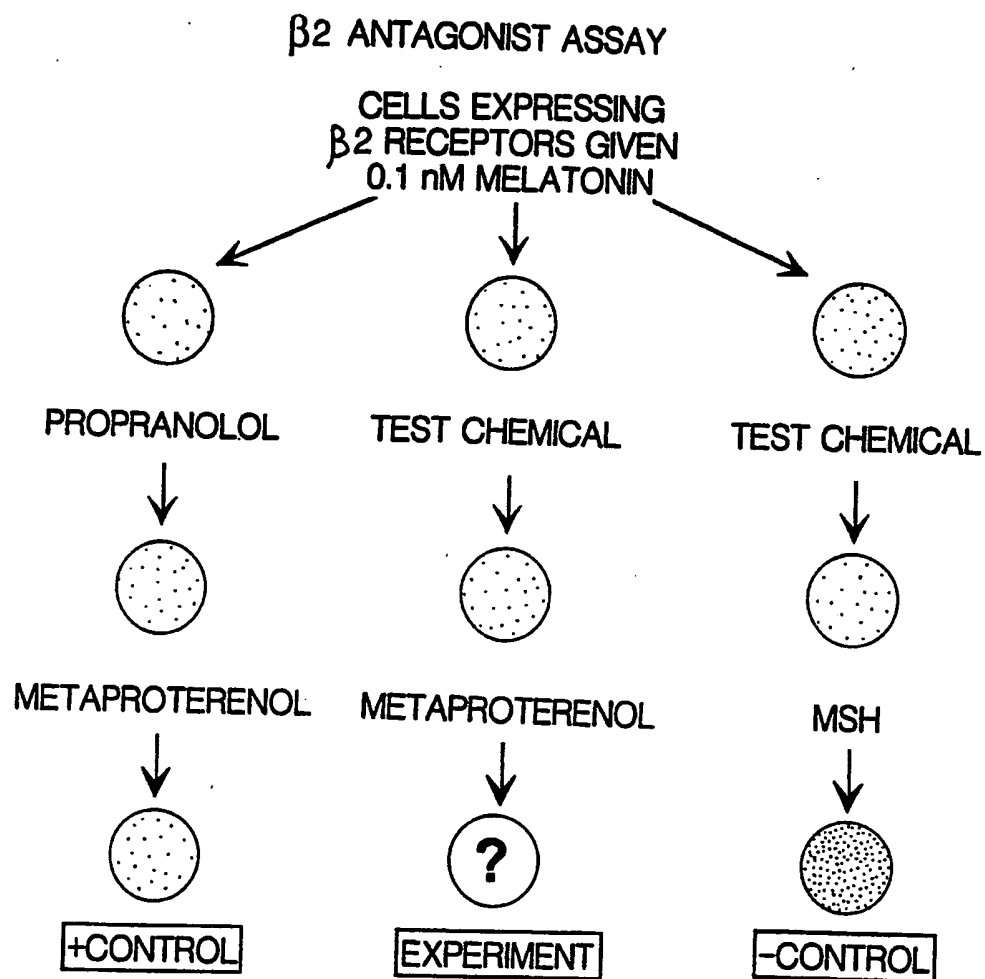 β2 ANTAGONIST ASSAY
CELLS EXPRESSING
β2 RECEPTORS GIVEN
0.1 nM MELATONIN
PROPRANOLOL
TEST CHEMICAL
TEST CHEMICAL
METAPROTERENOL
METAPROTERENOL
MSH
?
+CONTROL
EXPERIMENT
-CONTROL